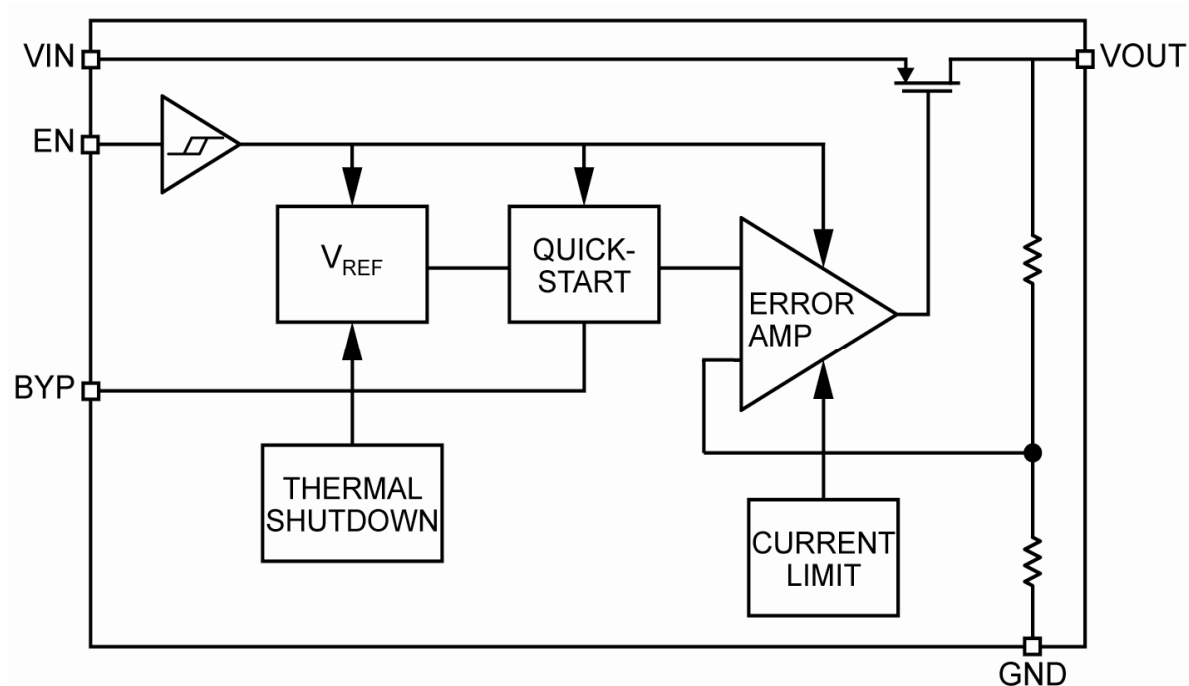 VIN
VOUT
EN
VREF
QUICK-
START
ERROR
AMP
BYP
THERMAL
SHUTDOWN
CURRENT
LIMIT
GND